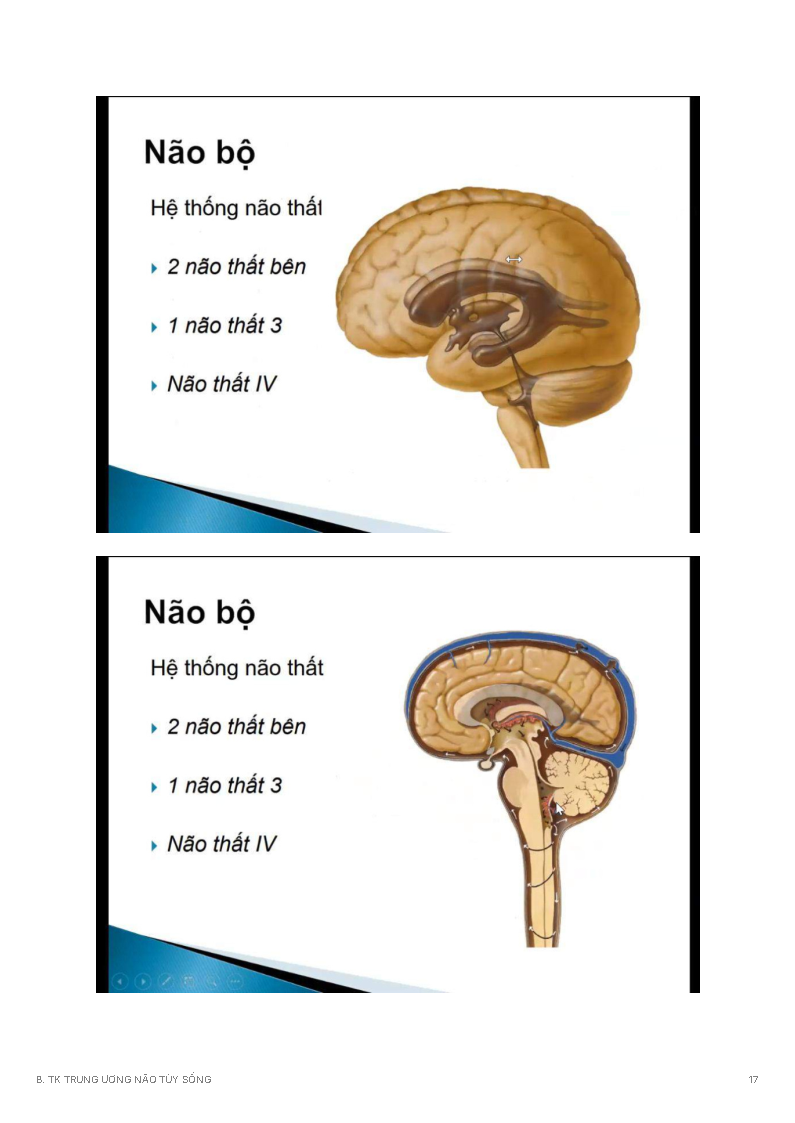 Não bộ
Hệ thống não thất
2 não thất bên
1 não thất 3
Não thất IV
Não bộ
Hệ thống não thất
2 não thất bên
1 não thất 3
Não thất IV
B. TK TRUNG ƯƠNG NÃO TỦY SỐNG
17